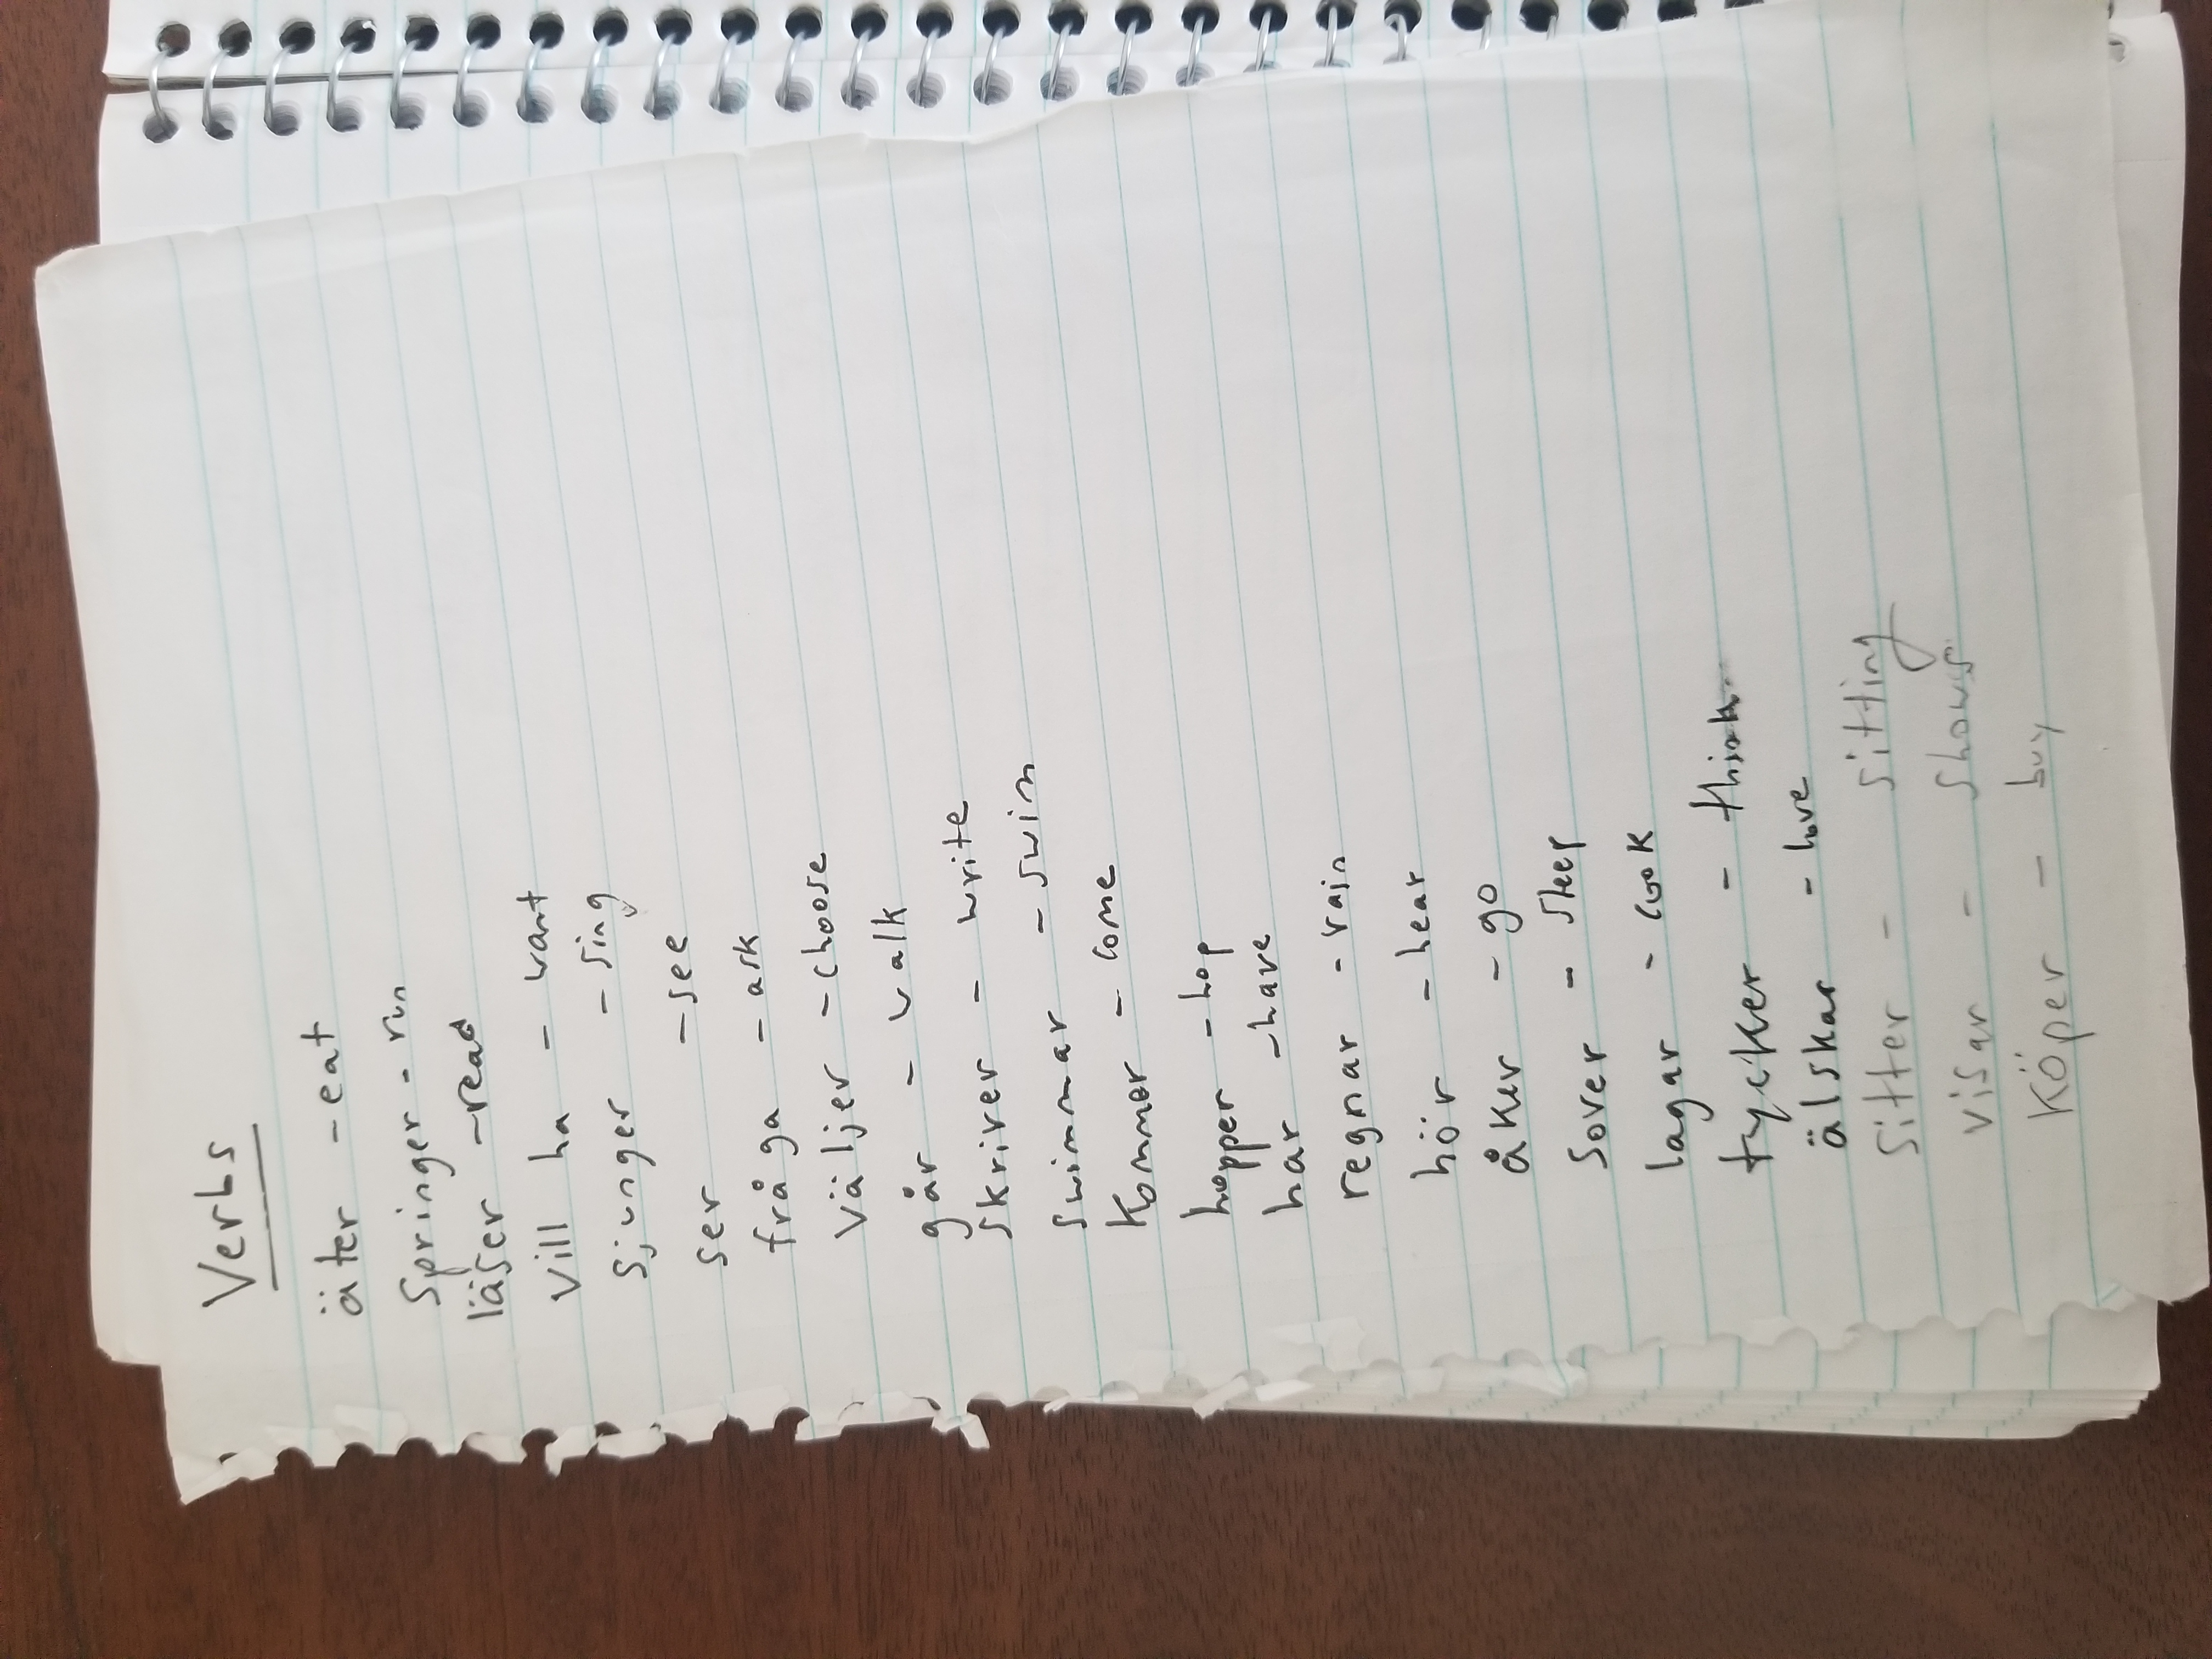 Verbs
äter - eat
Springer - run
läser - read
Vill ha - want
Sjunger - sing
ser - see
fråga - ask
Väljer - choose
går - walk
skriver - write
swimmar - swim
Kommer - come
hopper - hop
har - have
regnar - rain
hör - hear
åker - go
Sover - sleep
lagar - cook
tycker - think
älskar - love
Sitter - sitting
visar - shows
Köper - buy